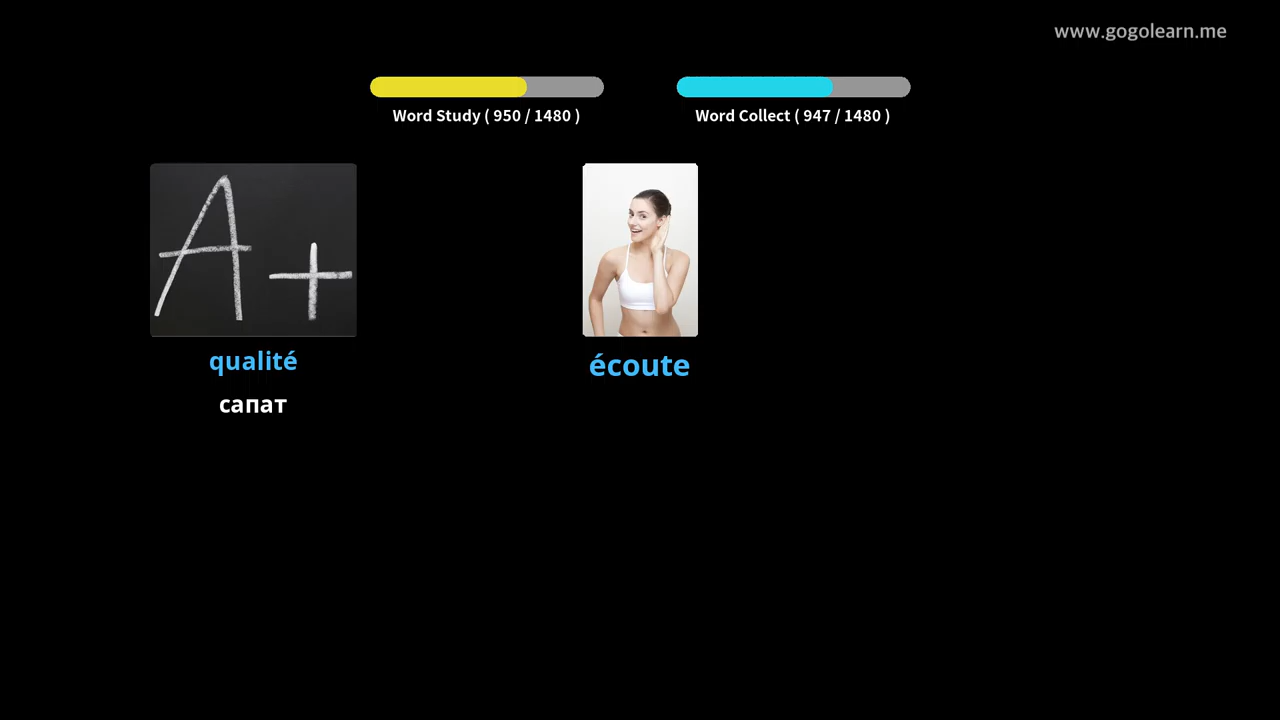 www.gogolearn.me
Word Study ( 950 / 1480 )
Word Collect ( 947 / 1480 )
A+
qualité
écoute
сапат